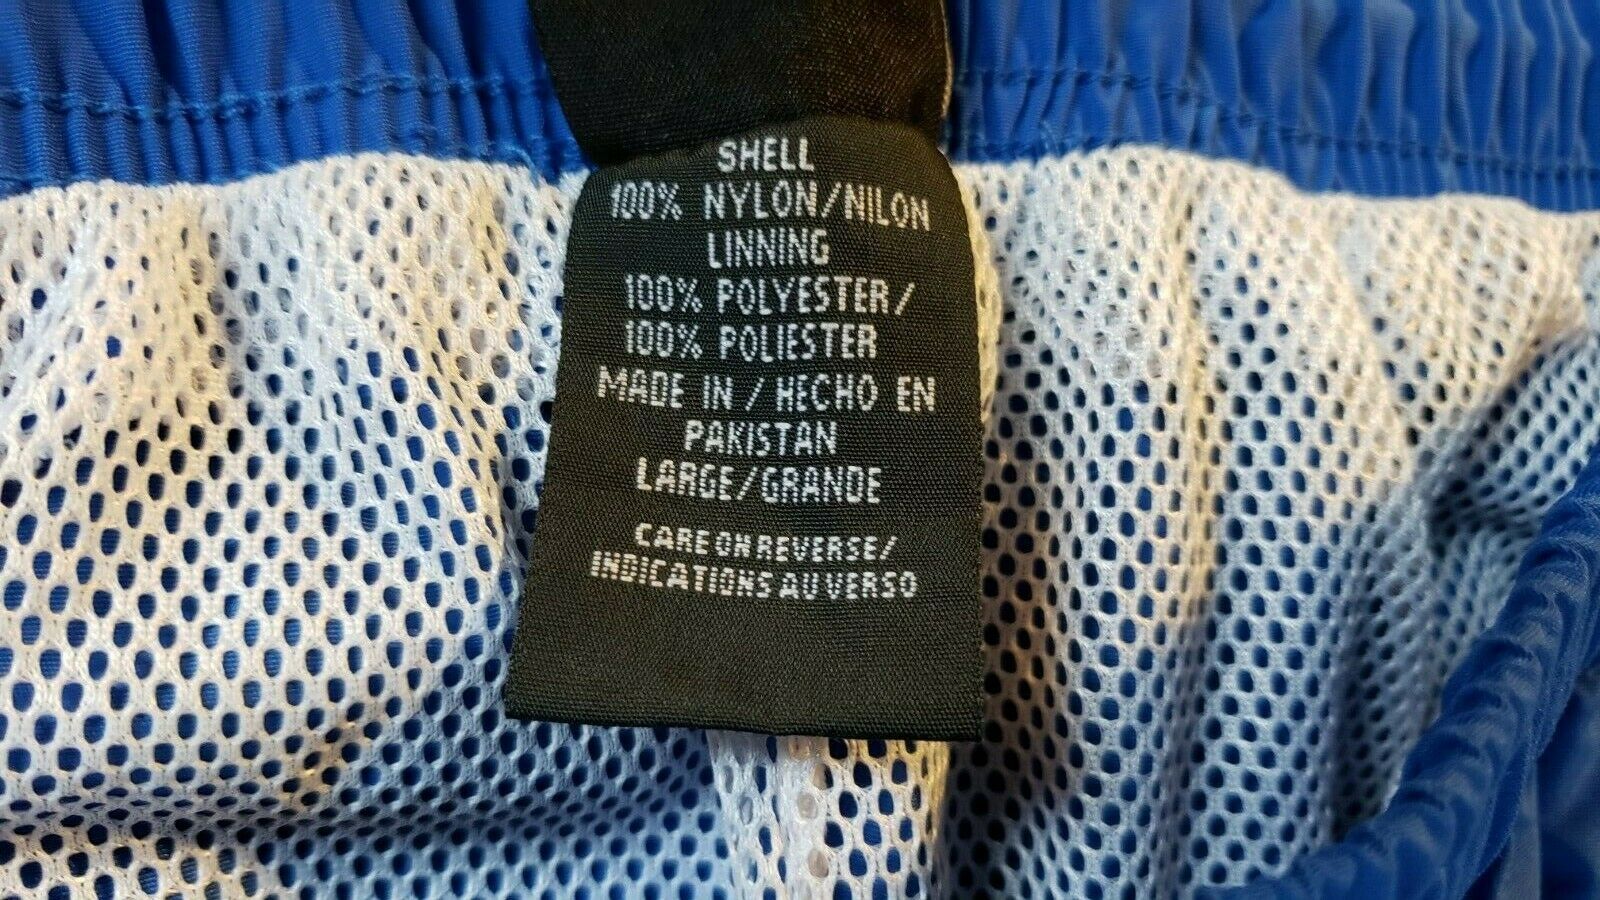 SHELL
100% NYLON/NILON
LINNING
100% POLYESTER/
100% POLIESTER
MADE IN / HECHO EN
PAKISTAN
LARGE/GRANDE
CARE ON REVERSE/
INDICATIONS AU VERSO